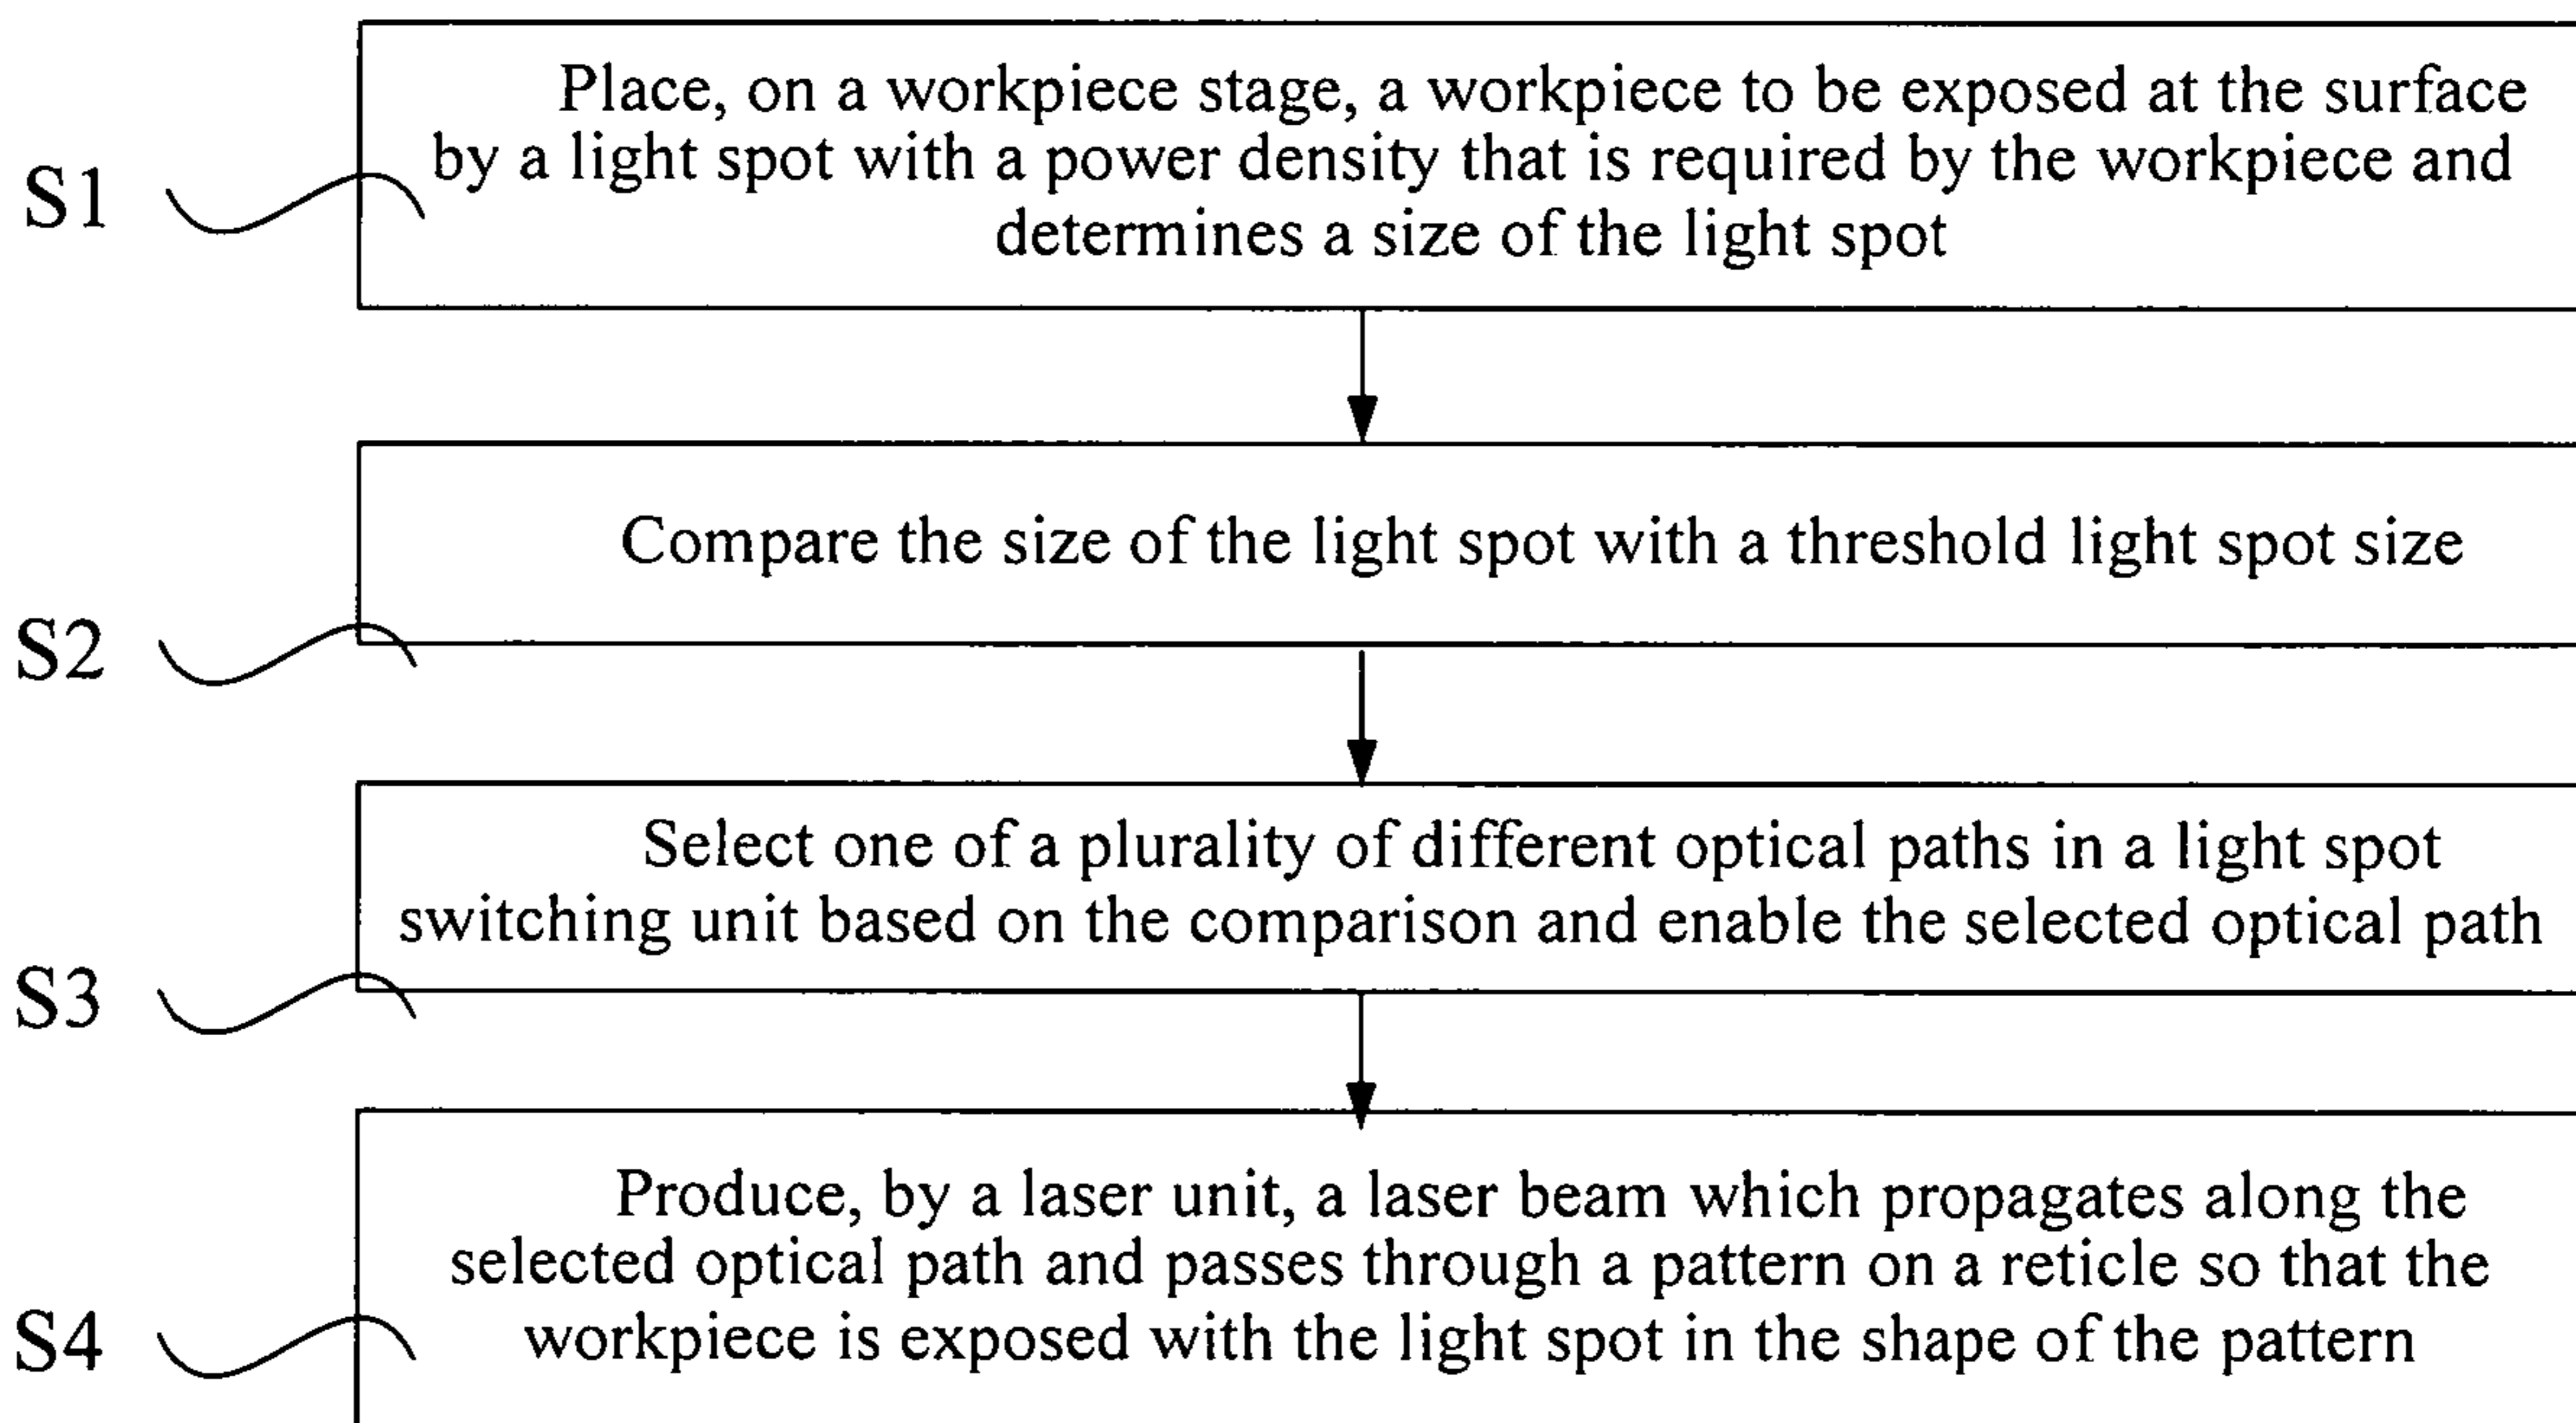 Place, on a workpiece stage, a workpiece to be exposed at the surface
S1
by a light spot with a power density that is required by the workpiece and
determines a size of the light spot
Compare the size of the light spot with a threshold light spot size
S2
Select one of a plurality of different optical paths in a light spot
switching unit based on the comparison and enable the selected optical path
S3
Produce, by a laser unit, a laser beam which propagates along the
selected optical path and passes through a pattern on a reticle so that the
workpiece is exposed with the light spot in the shape of the pattern
S4